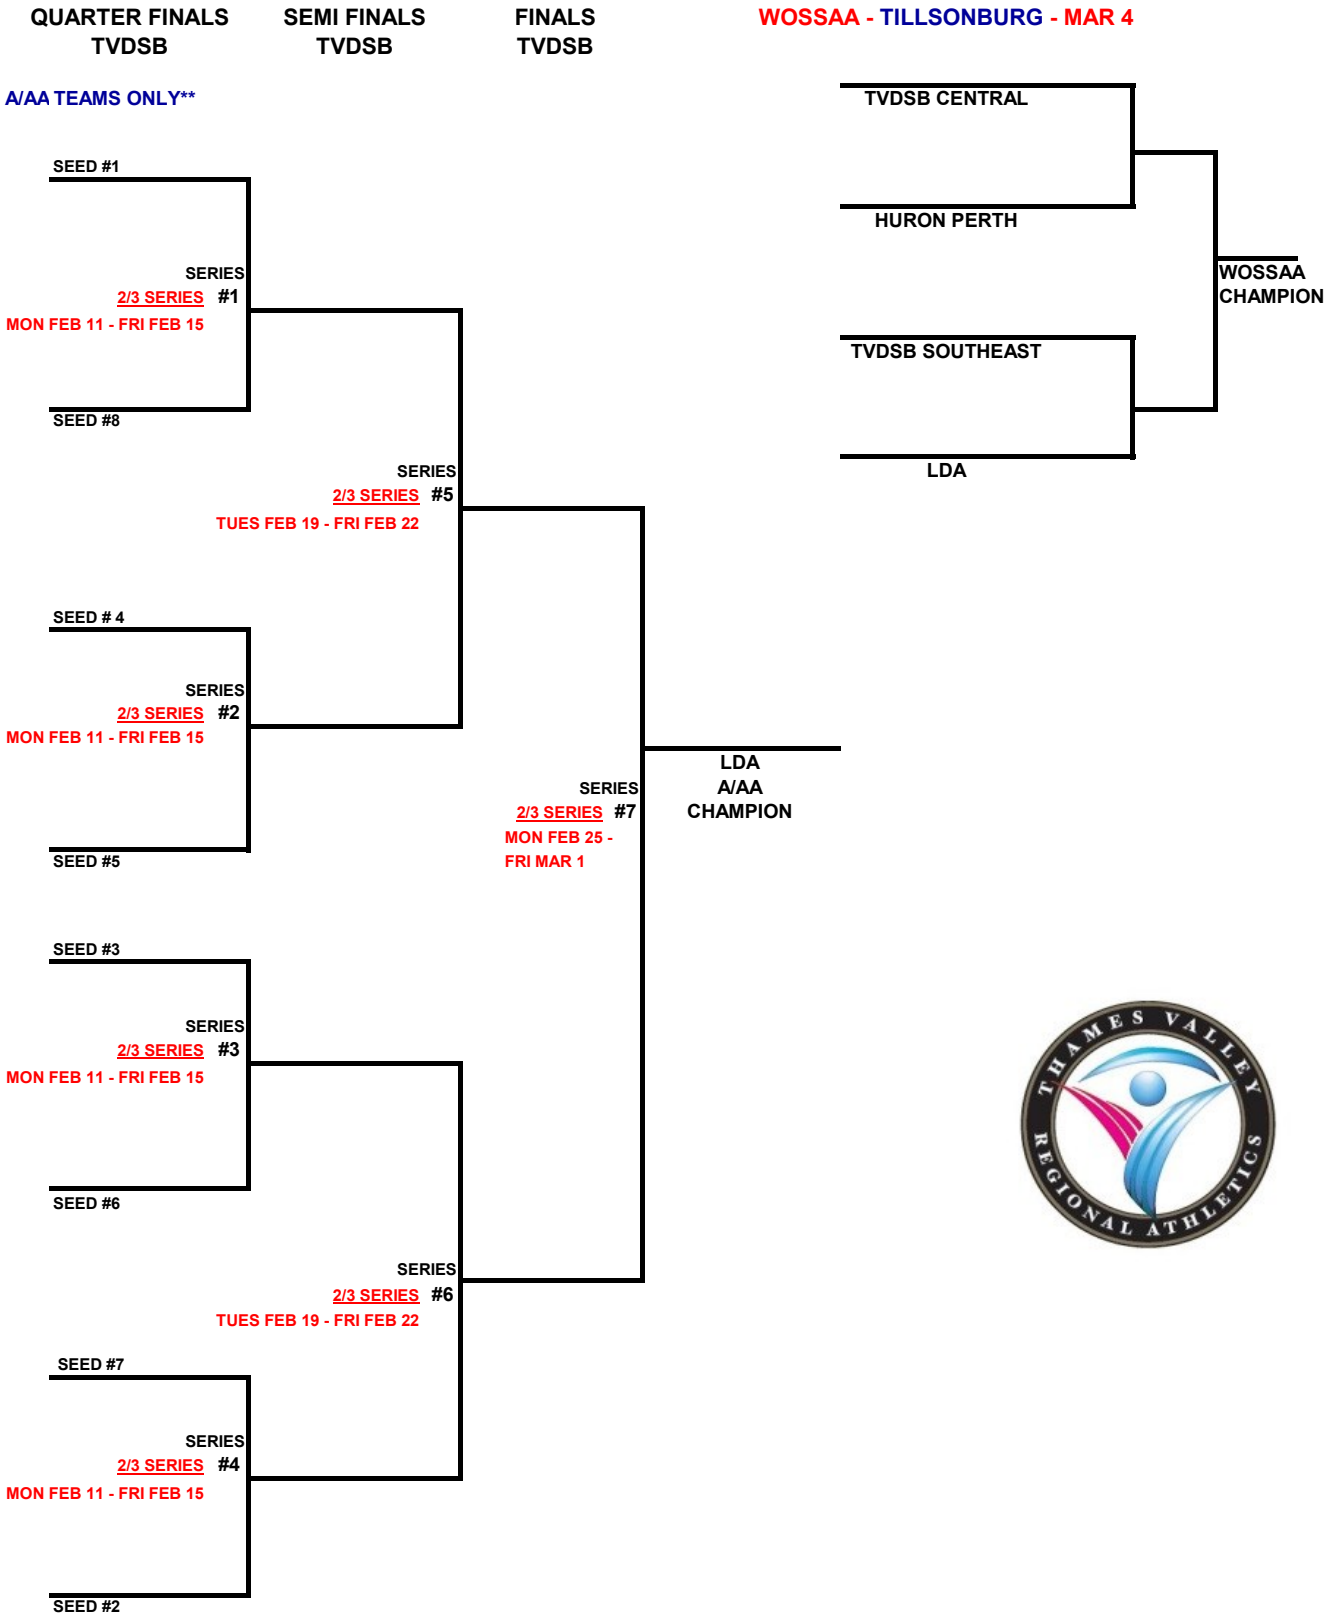 QUARTER FINALS
TVDSB
SEMI FINALS
TVDSB
FINALS
TVDSB
WOSSAA - TILLSONBURG - MAR 4
A/AA TEAMS ONLY**
SEED #1
SERIES
2/3 SERIES #1
MON FEB 11 - FRI FEB 15
SEED #8
SERIES
2/3 SERIES #5
TUES FEB 19 - FRI FEB 22
SEED # 4
SERIES
2/3 SERIES #2
MON FEB 11 - FRI FEB 15
SEED #5
SERIES
2/3 SERIES #7
MON FEB 25 -
FRI MAR 1
LDA
A/AA
CHAMPION
SEED #3
SERIES
2/3 SERIES #3
MON FEB 11 - FRI FEB 15
SEED #6
SERIES
2/3 SERIES #6
TUES FEB 19 - FRI FEB 22
SEED #7
SERIES
2/3 SERIES #4
MON FEB 11 - FRI FEB 15
SEED #2
TVDSB CENTRAL
HURON PERTH
WOSSAA
CHAMPION
TVDSB SOUTHEAST
LDA
THAMES VALLEY
REGIONAL ATHLETICS